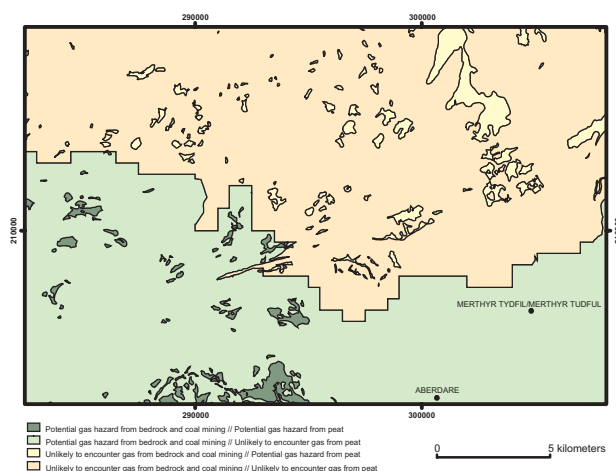 290000
300000
210000
MERTHYR TYDFIL/MERTHYR TUDFUL
ABERDARE
290000
300000
Potential gas hazard from bedrock and coal mining // Potential gas hazard from peat
Potential gas hazard from bedrock and coal mining // Unlikely to encounter gas from peat
Unlikely to encounter gas from bedrock and coal mining // Potential gas hazard from peat
Unlikely to encounter gas from bedrock and coal mining // Unlikely to encounter gas from peat
0
5 kilometers